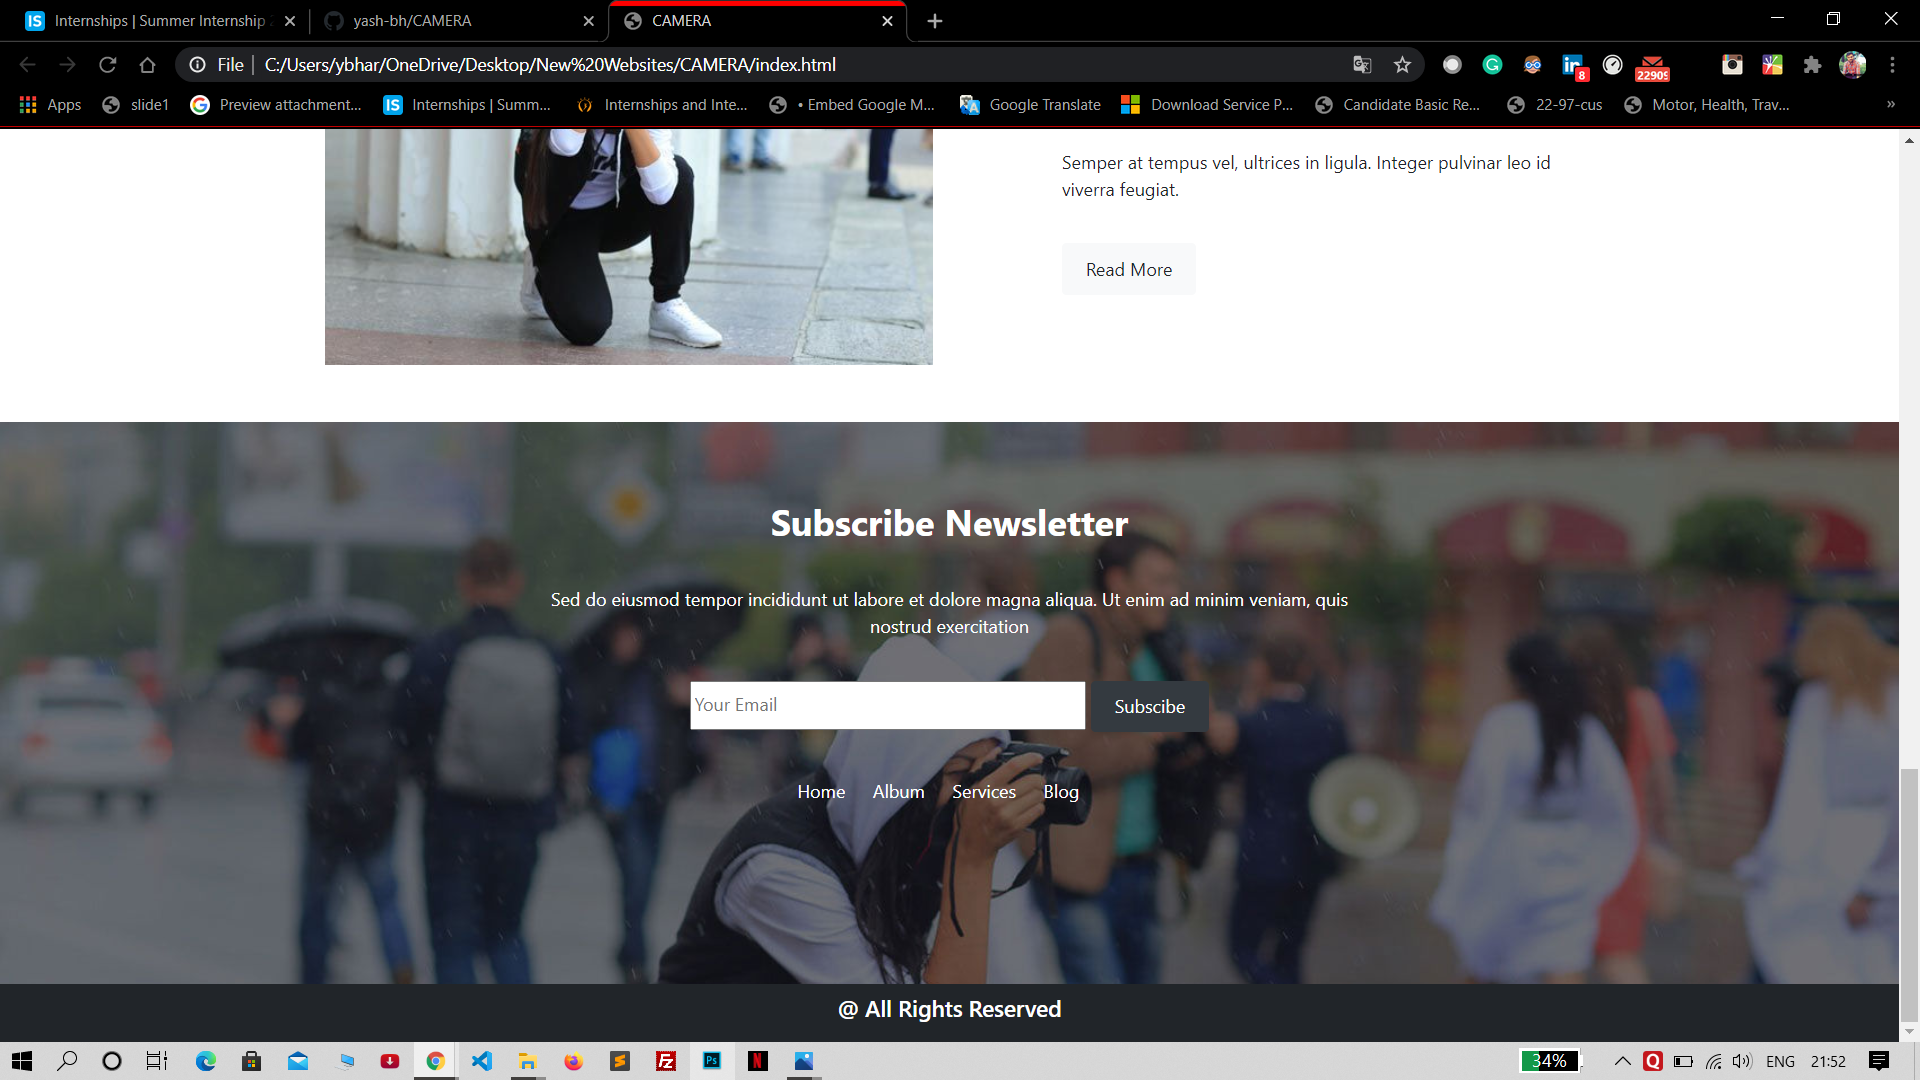 IS Internships | Summer Internship
yash-bh/CAMERA
CAMERA
File
C:/Users/ybhar/OneDrive/Desktop/New%20Websites/CAMERA/index.html
8
22909
Apps
slide1
Preview attachment...
IS Internships | Summ...
Internships and Inte...
• Embed Google M...
Google Translate
Download Service P...
Candidate Basic Re...
22-97-cus
Motor, Health, Trav...
»
Semper at tempus vel, ultrices in ligula. Integer pulvinar leo id
viverra feugiat.
Read More
Subscribe Newsletter
Sed do eiusmod tempor incididunt ut labore et dolore magna aliqua. Ut enim ad minim veniam, quis
nostrud exercitation
Your Email
Subscibe
Home
Album
Services
Blog
@ All Rights Reserved
34%
ENG
21:52